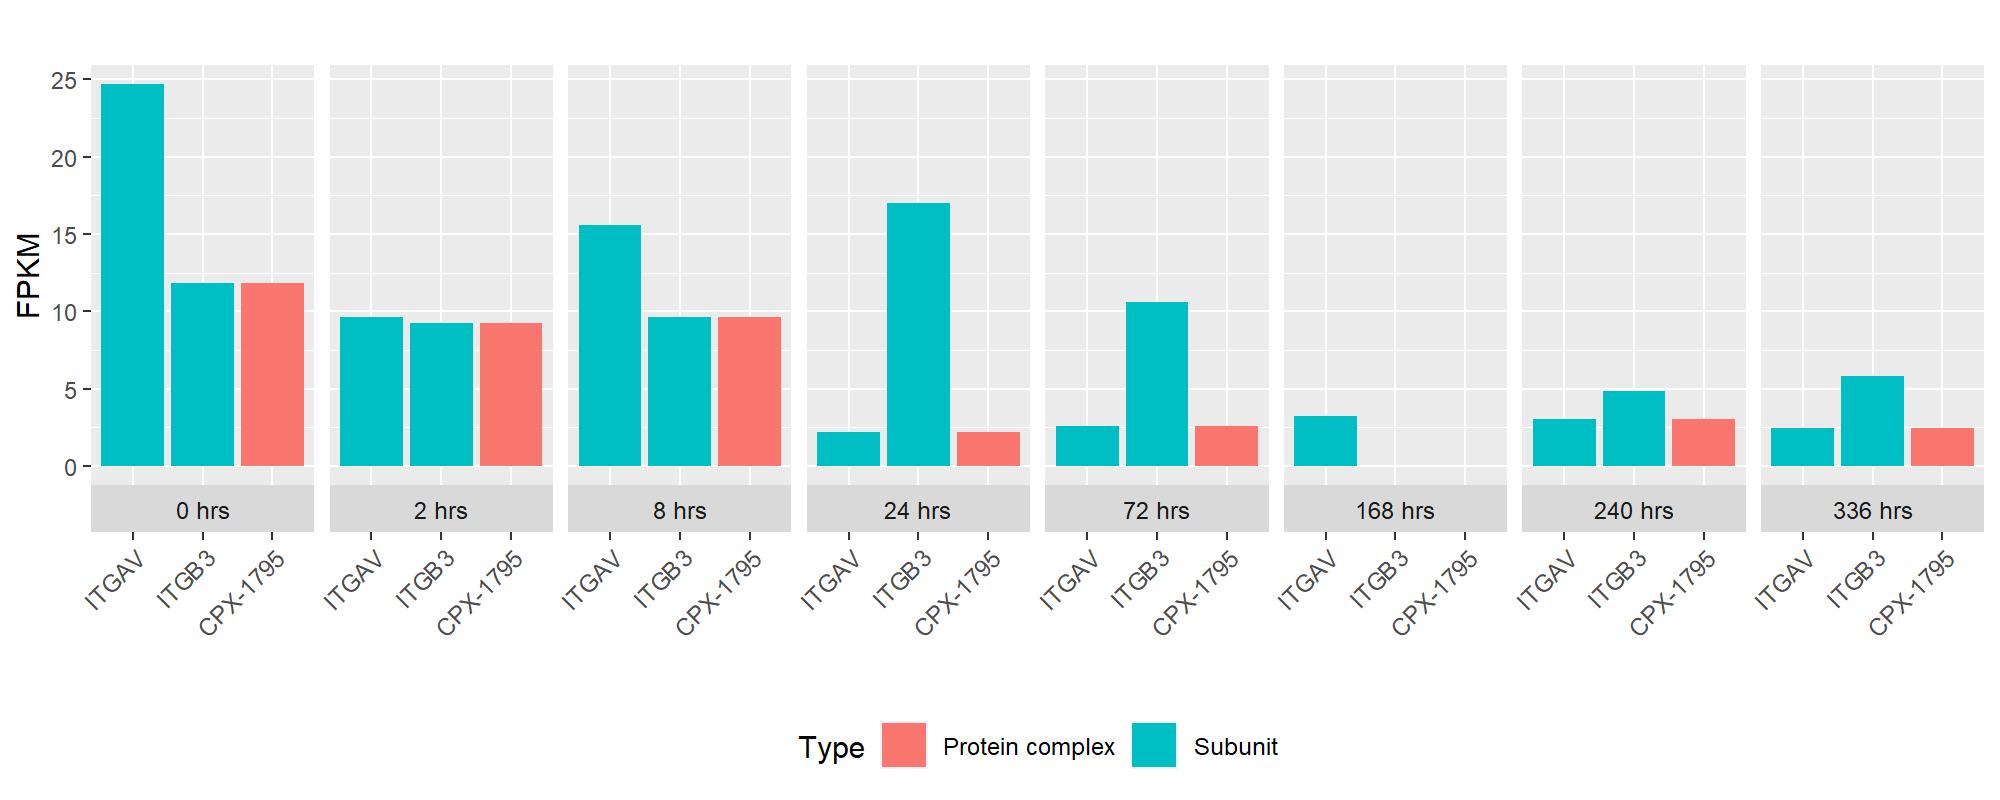 FPKM
25
20
15
10
5
0
0 hrs 2 hrs 8 hrs 24 hrs 72 hrs 168 hrs 240 hrs 336 hrs
ITGAV ITGB3 CPX-1795 ITGAV ITGB3 CPX-1795 ITGAV ITGB3 CPX-1795 ITGAV ITGB3 CPX-1795 ITGAV ITGB3 CPX-1795 ITGAV ITGB3 CPX-1795 ITGAV ITGB3 CPX-1795 ITGAV ITGB3 CPX-1795
Type Protein complex Subunit